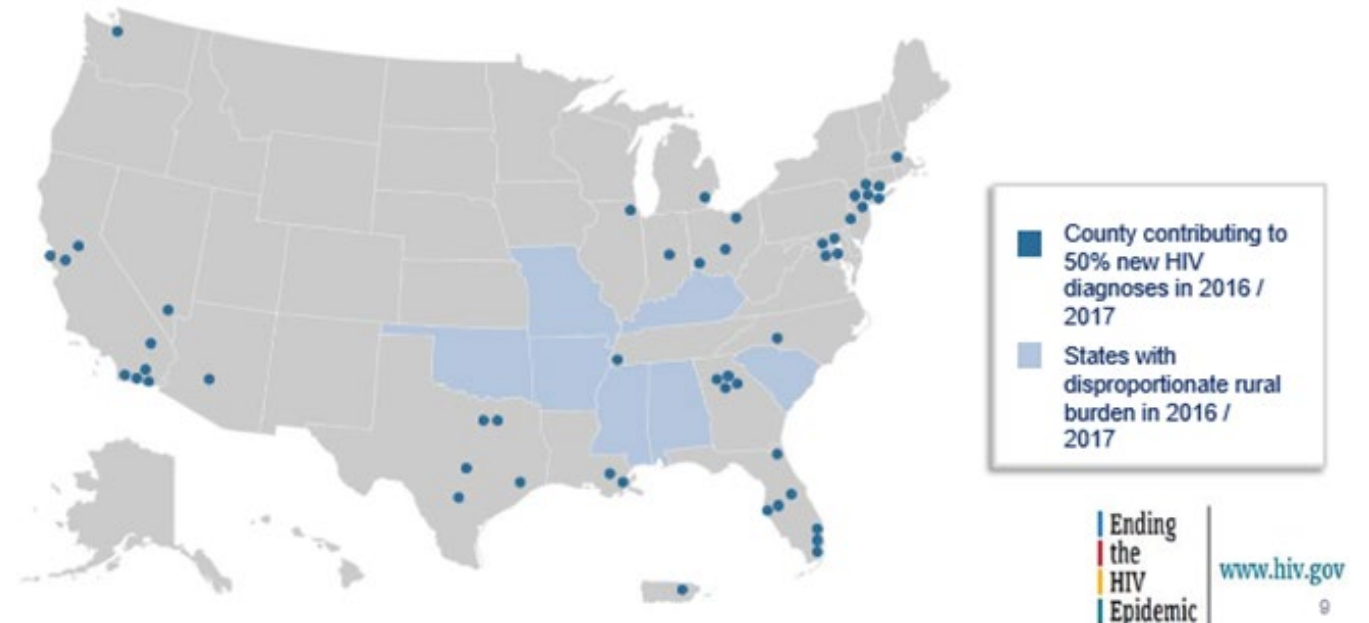 County contributing to
50% new HIV
diagnoses in 2016 /
2017
States with
disproportionate rural
burden in 2016 /
2017
Ending
the
HIV
Epidemic
www.hiv.gov
9